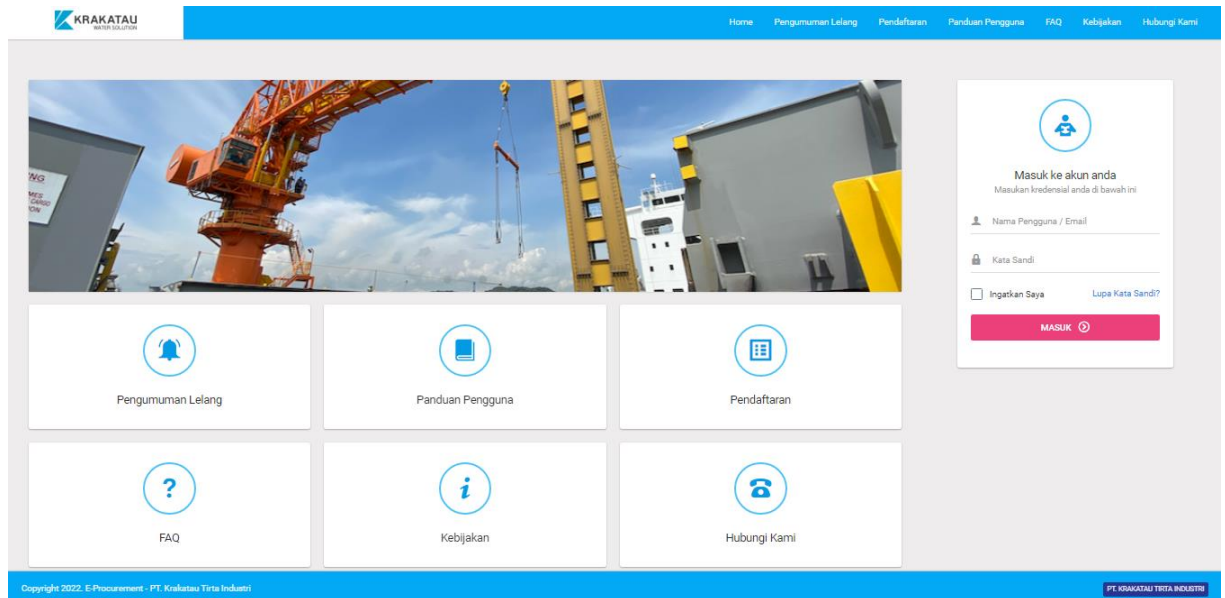 KRAKATAU
WATER SOLUTION
Home Pengumuman Lelang Pendaftaran Panduan Pengguna FAQ Kebijakan Hubungi Kami
NG
CARGO
Masuk ke akun anda
Masukan kredensial anda di bawah ini
Nama Pengguna / Email
Kata Sandi
Ingatkan Saya Lupa Kata Sandi?
MASUK
Pengumuman Lelang Panduan Pengguna Pendaftaran
?
i
FAQ Kebijakan Hubungi Kami
Copyright 2022. E-Procurement - PT. Krakatau Tirta Industri
PT. KRAKATAU TIRTA INDUSTRI